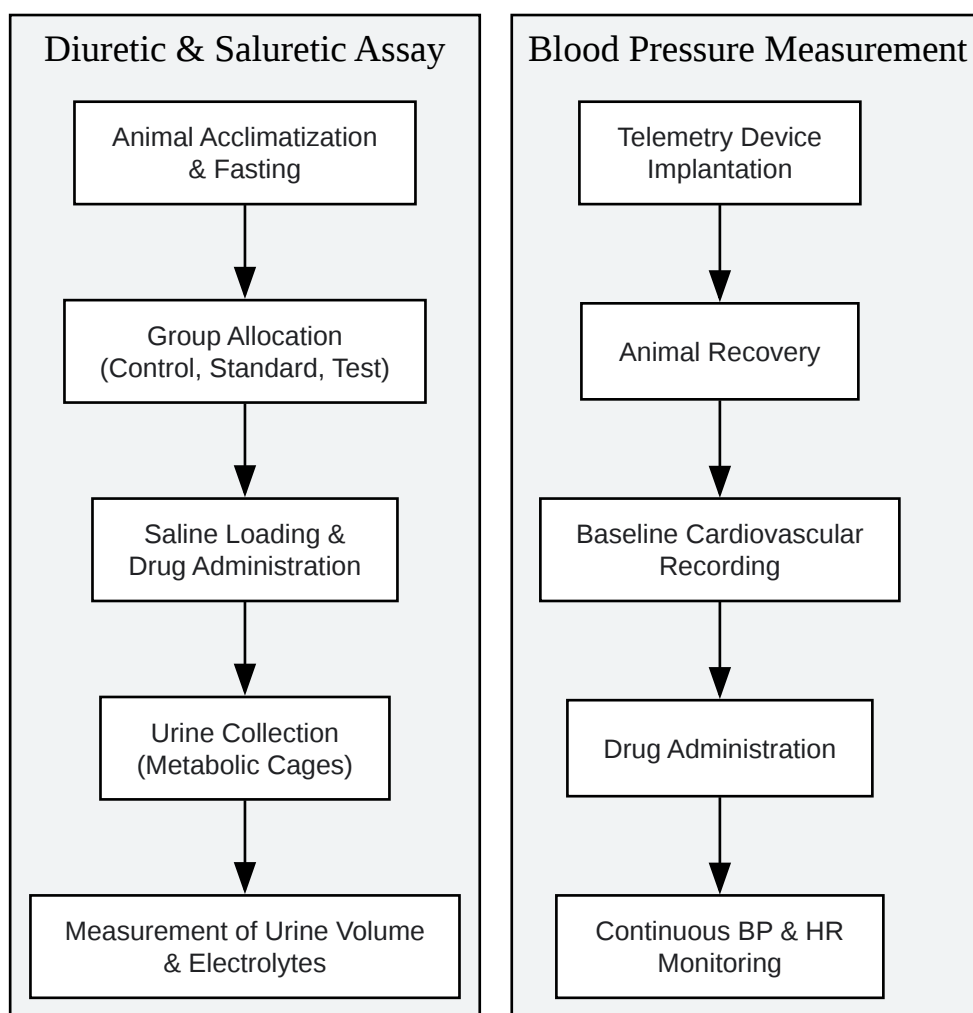 Diuretic & Saluretic Assay
Animal Acclimatization
& Fasting
Group Allocation
(Control, Standard, Test)
Saline Loading &
Drug Administration
Urine Collection
(Metabolic Cages)
Measurement of Urine Volume
& Electrolytes
Blood Pressure Measurement
Telemetry Device
Implantation
Animal Recovery
Baseline Cardiovascular
Recording
Drug Administration
Continuous BP & HR
Monitoring